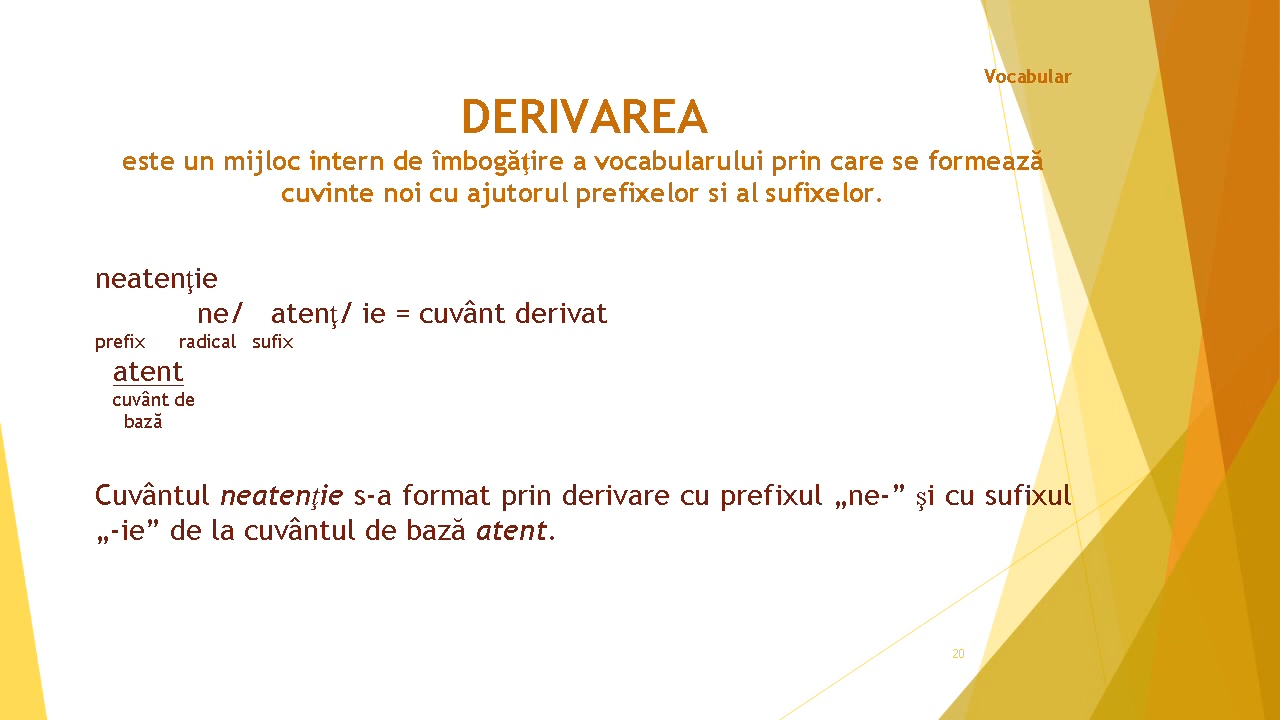 Vocabular
DERIVAREA
este un mijloc intern de îmbogăţire a vocabularului prin care se formează
cuvinte noi cu ajutorul prefixelor si al sufixelor.
neatenţie
ne/ atenţ/ ie = cuvânt derivat
prefix radical sufix
atent
cuvânt de
bază
Cuvântul neatenţie s-a format prin derivare cu prefixul „ne-” şi cu sufixul
„-ie” de la cuvântul de bază atent.
20